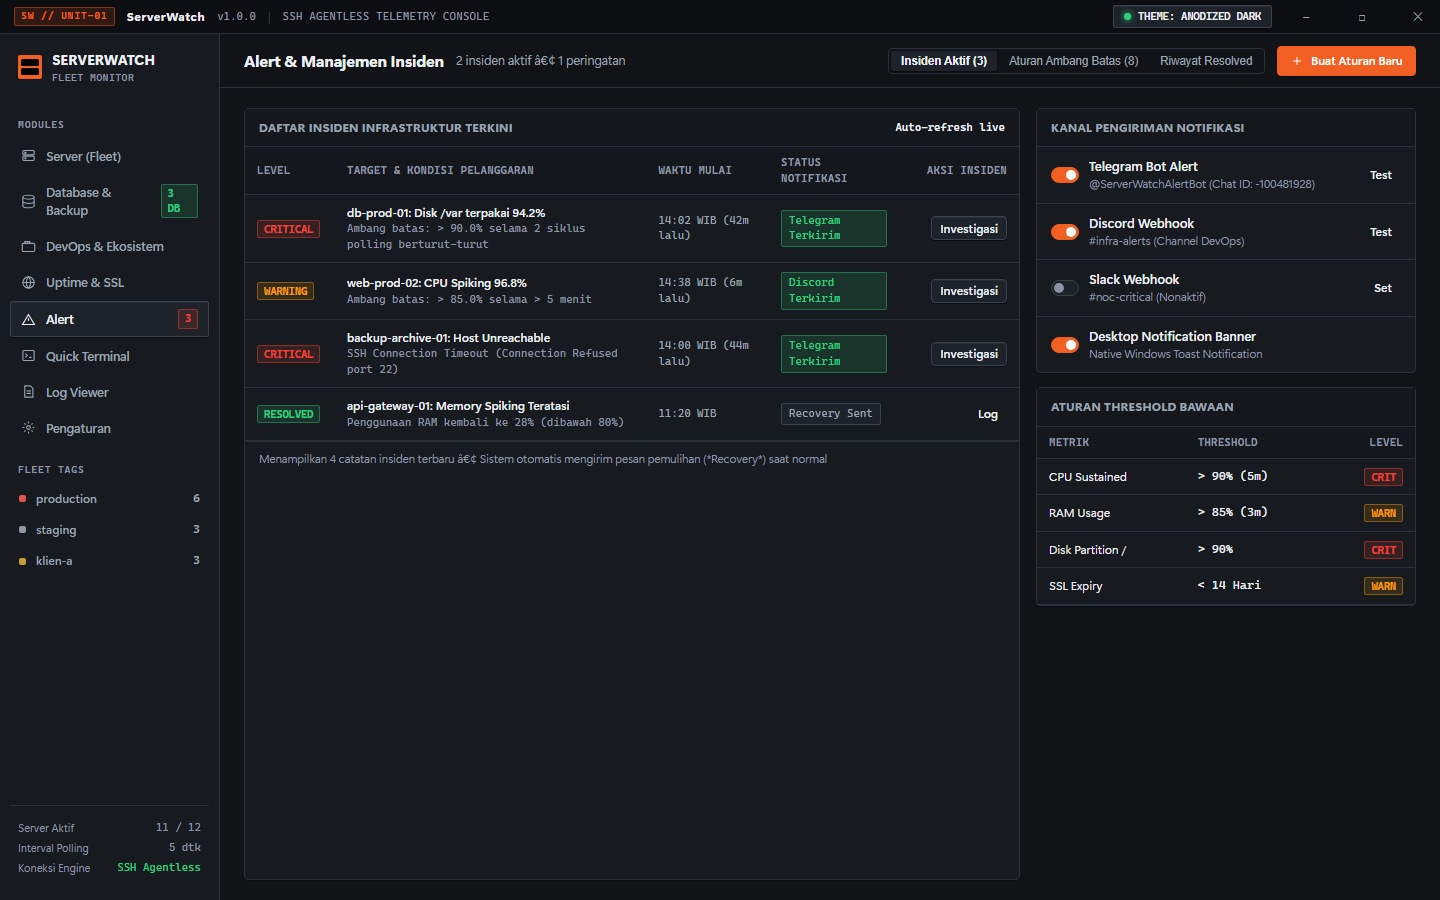 SW // UNIT-01 ServerWatch v1.0.0 SSH AGENTLESS TELEMETRY CONSOLE THEME: ANODIZED DARK
SERVERWATCH
FLEET MONITOR
MODULES
Server (Fleet)
Database & Backup 3 DB
DevOps & Ekosistem
Uptime & SSL
Alert 3
Quick Terminal
Log Viewer
Pengaturan
FLEET TAGS
production 6
staging 3
klien-a 3
Server Aktif 11 / 12
Interval Polling 5 dtk
Koneksi Engine SSH Agentless
Alert & Manajemen Insiden 2 insiden aktif â€¢ 1 peringatan Insiden Aktif (3) Aturan Ambang Batas (8) Riwayat Resolved + Buat Aturan Baru
DAFTAR INSIDEN INFRASTRUKTUR TERKINI Auto-refresh live
LEVEL TARGET & KONDISI PELANGGARAN WAKTU MULAI STATUS NOTIFIKASI AKSI INSIDEN
CRITICAL
db-prod-01: Disk /var terpakai 94.2%
Ambang batas: > 90.0% selama 2 siklus
polling berturut-turut
14:02 WIB (42m
lalu)
Telegram
Terkirim
Investigasi
WARNING
web-prod-02: CPU Spiking 96.8%
Ambang batas: > 85.0% selama > 5 menit
14:38 WIB (6m
lalu)
Discord
Terkirim
Investigasi
CRITICAL
backup-archive-01: Host Unreachable
SSH Connection Timeout (Connection Refused
port 22)
14:00 WIB (44m
lalu)
Telegram
Terkirim
Investigasi
RESOLVED
api-gateway-01: Memory Spiking Teratasi
Penggunaan RAM kembali ke 28% (dibawah 80%)
11:20 WIB
Recovery Sent
Log
Menampilkan 4 catatan insiden terbaru â€¢ Sistem otomatis mengirim pesan pemulihan (*Recovery*) saat normal
KANAL PENGIRIMAN NOTIFIKASI
Telegram Bot Alert
@ServerWatchAlertBot (Chat ID: -100481928)
Test
Discord Webhook
#infra-alerts (Channel DevOps)
Test
Slack Webhook
#noc-critical (Nonaktif)
Set
Desktop Notification Banner
Native Windows Toast Notification
ATURAN THRESHOLD BAWAAN
METRIK THRESHOLD LEVEL
CPU Sustained > 90% (5m) CRIT
RAM Usage > 85% (3m) WARN
Disk Partition / > 90% CRIT
SSL Expiry < 14 Hari WARN